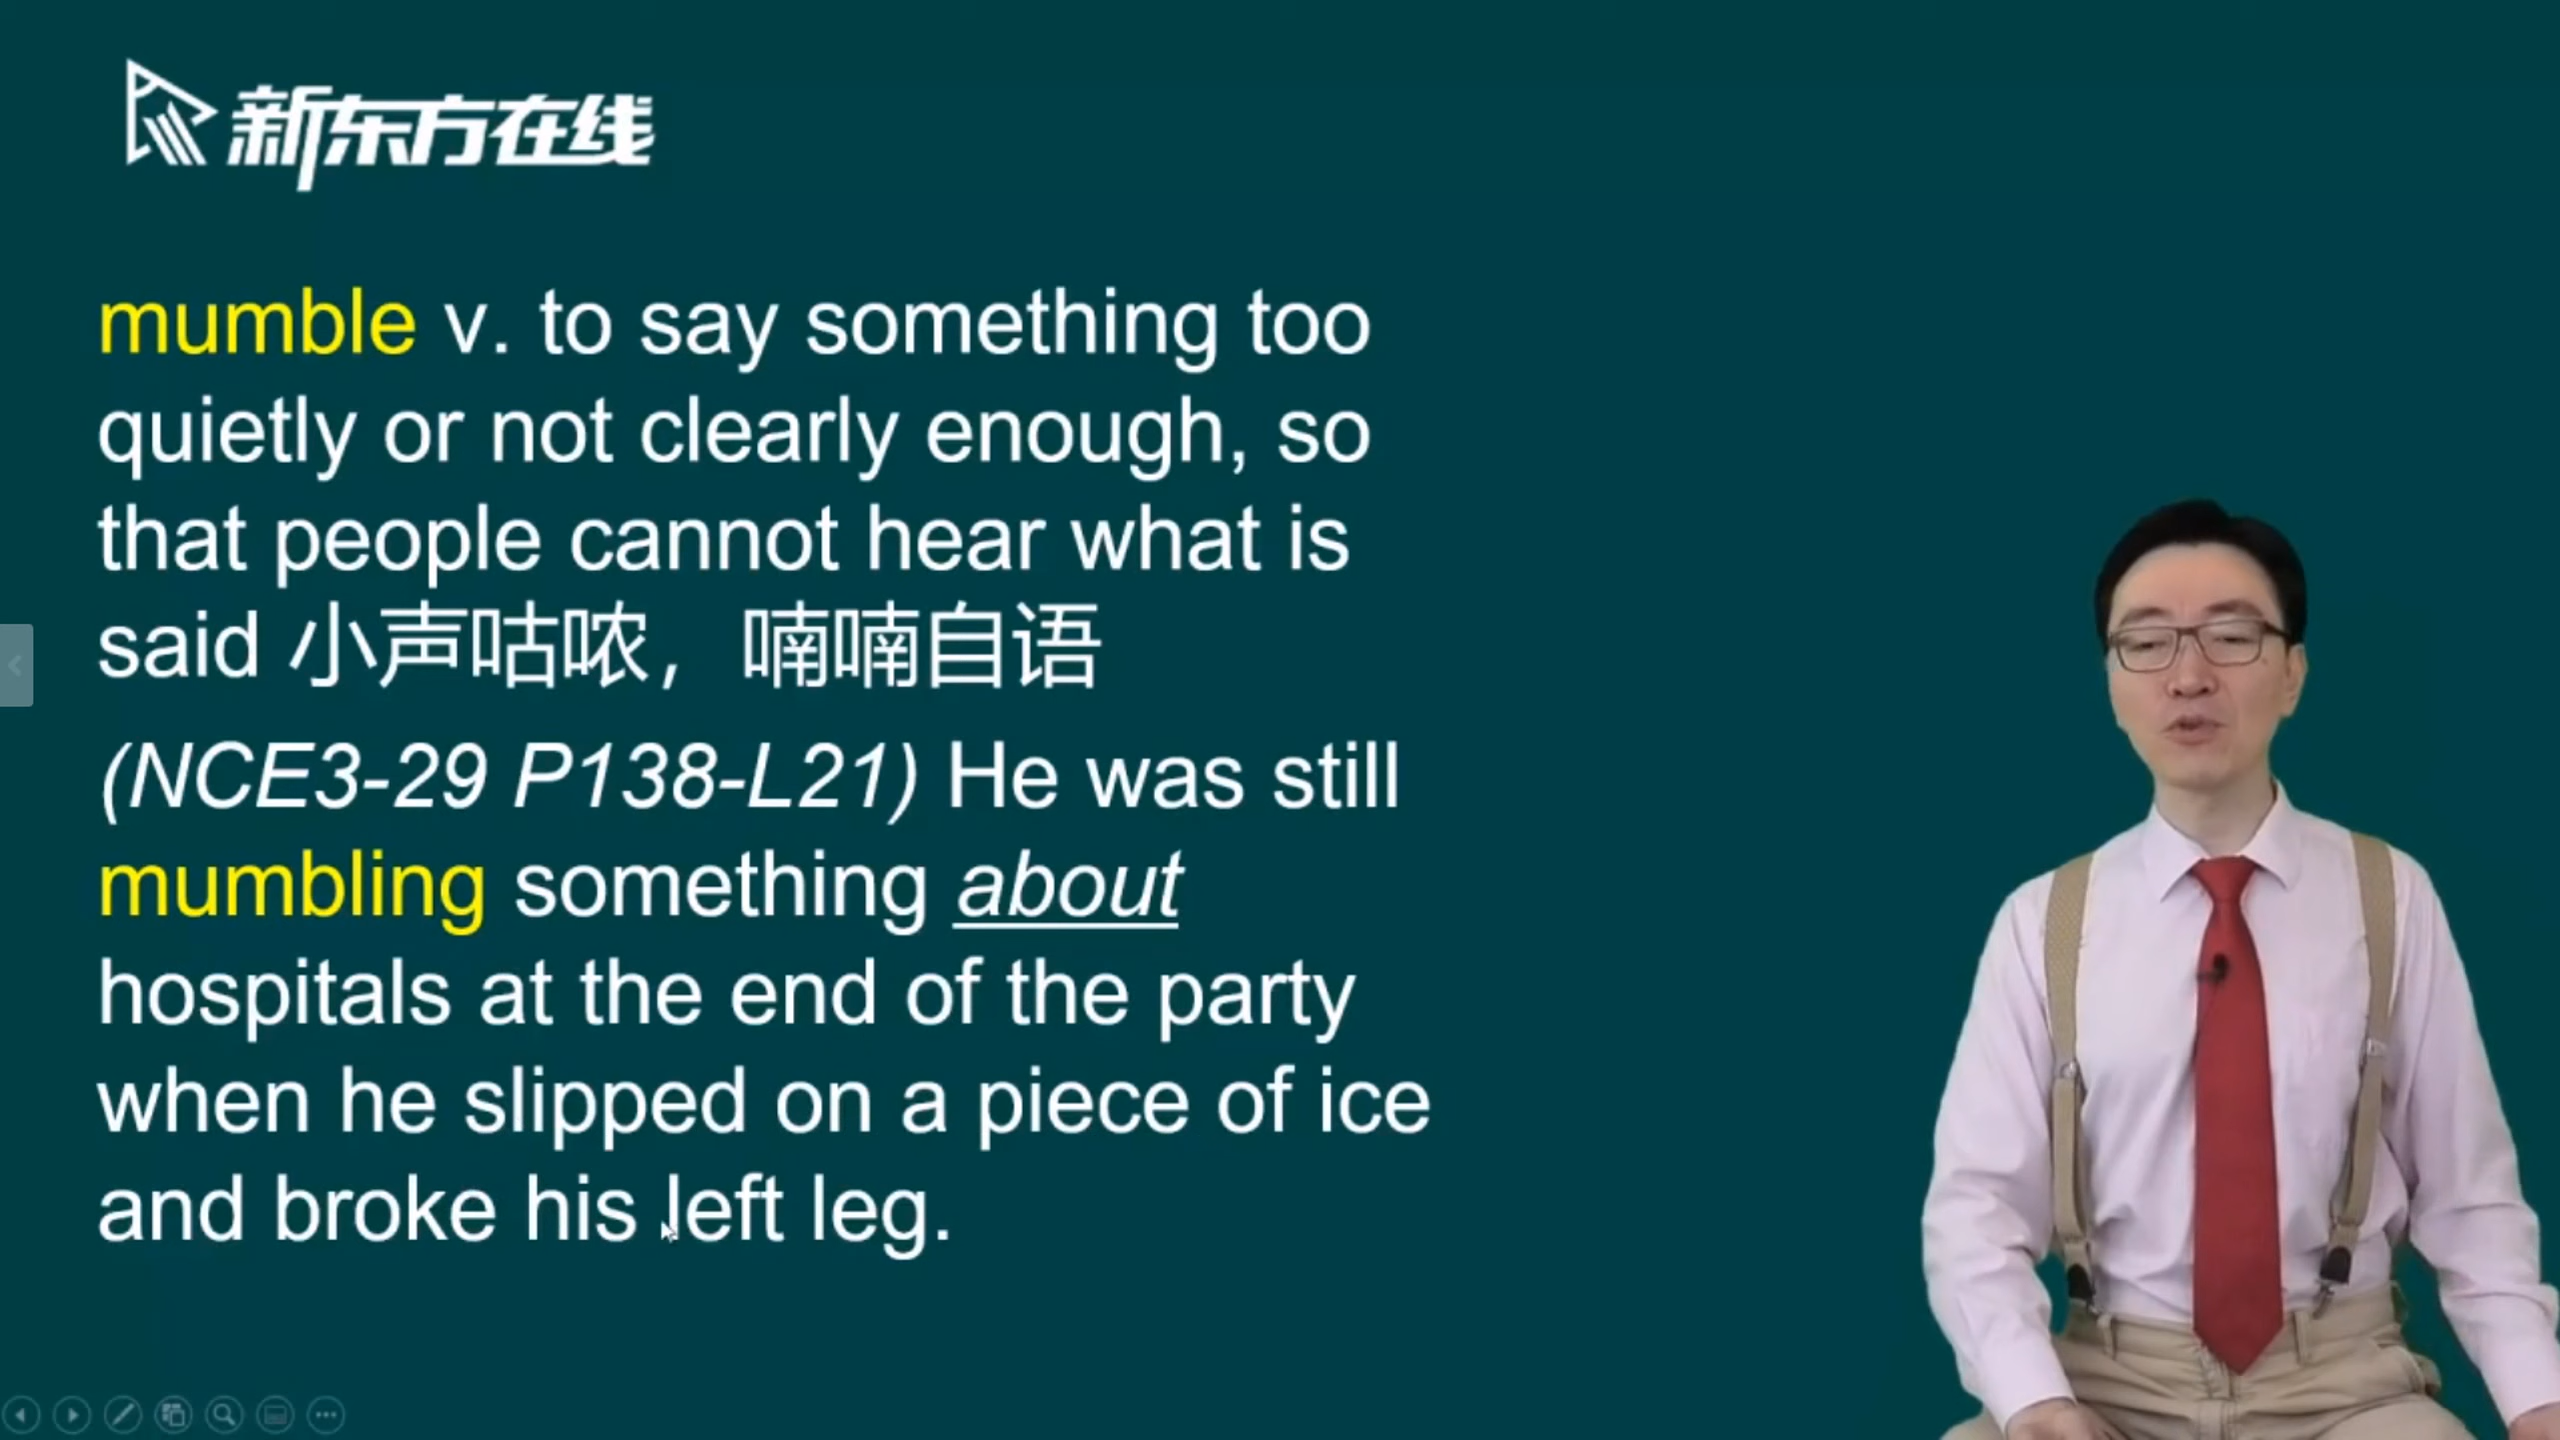 新东方在线
mumble v. to say something too
quietly or not clearly enough, so
that people cannot hear what is
said 小声咕哝，喃喃自语
(NCE3-29 P138-L21) He was still
mumbling something about
hospitals at the end of the party
when he slipped on a piece of ice
and broke his left leg.